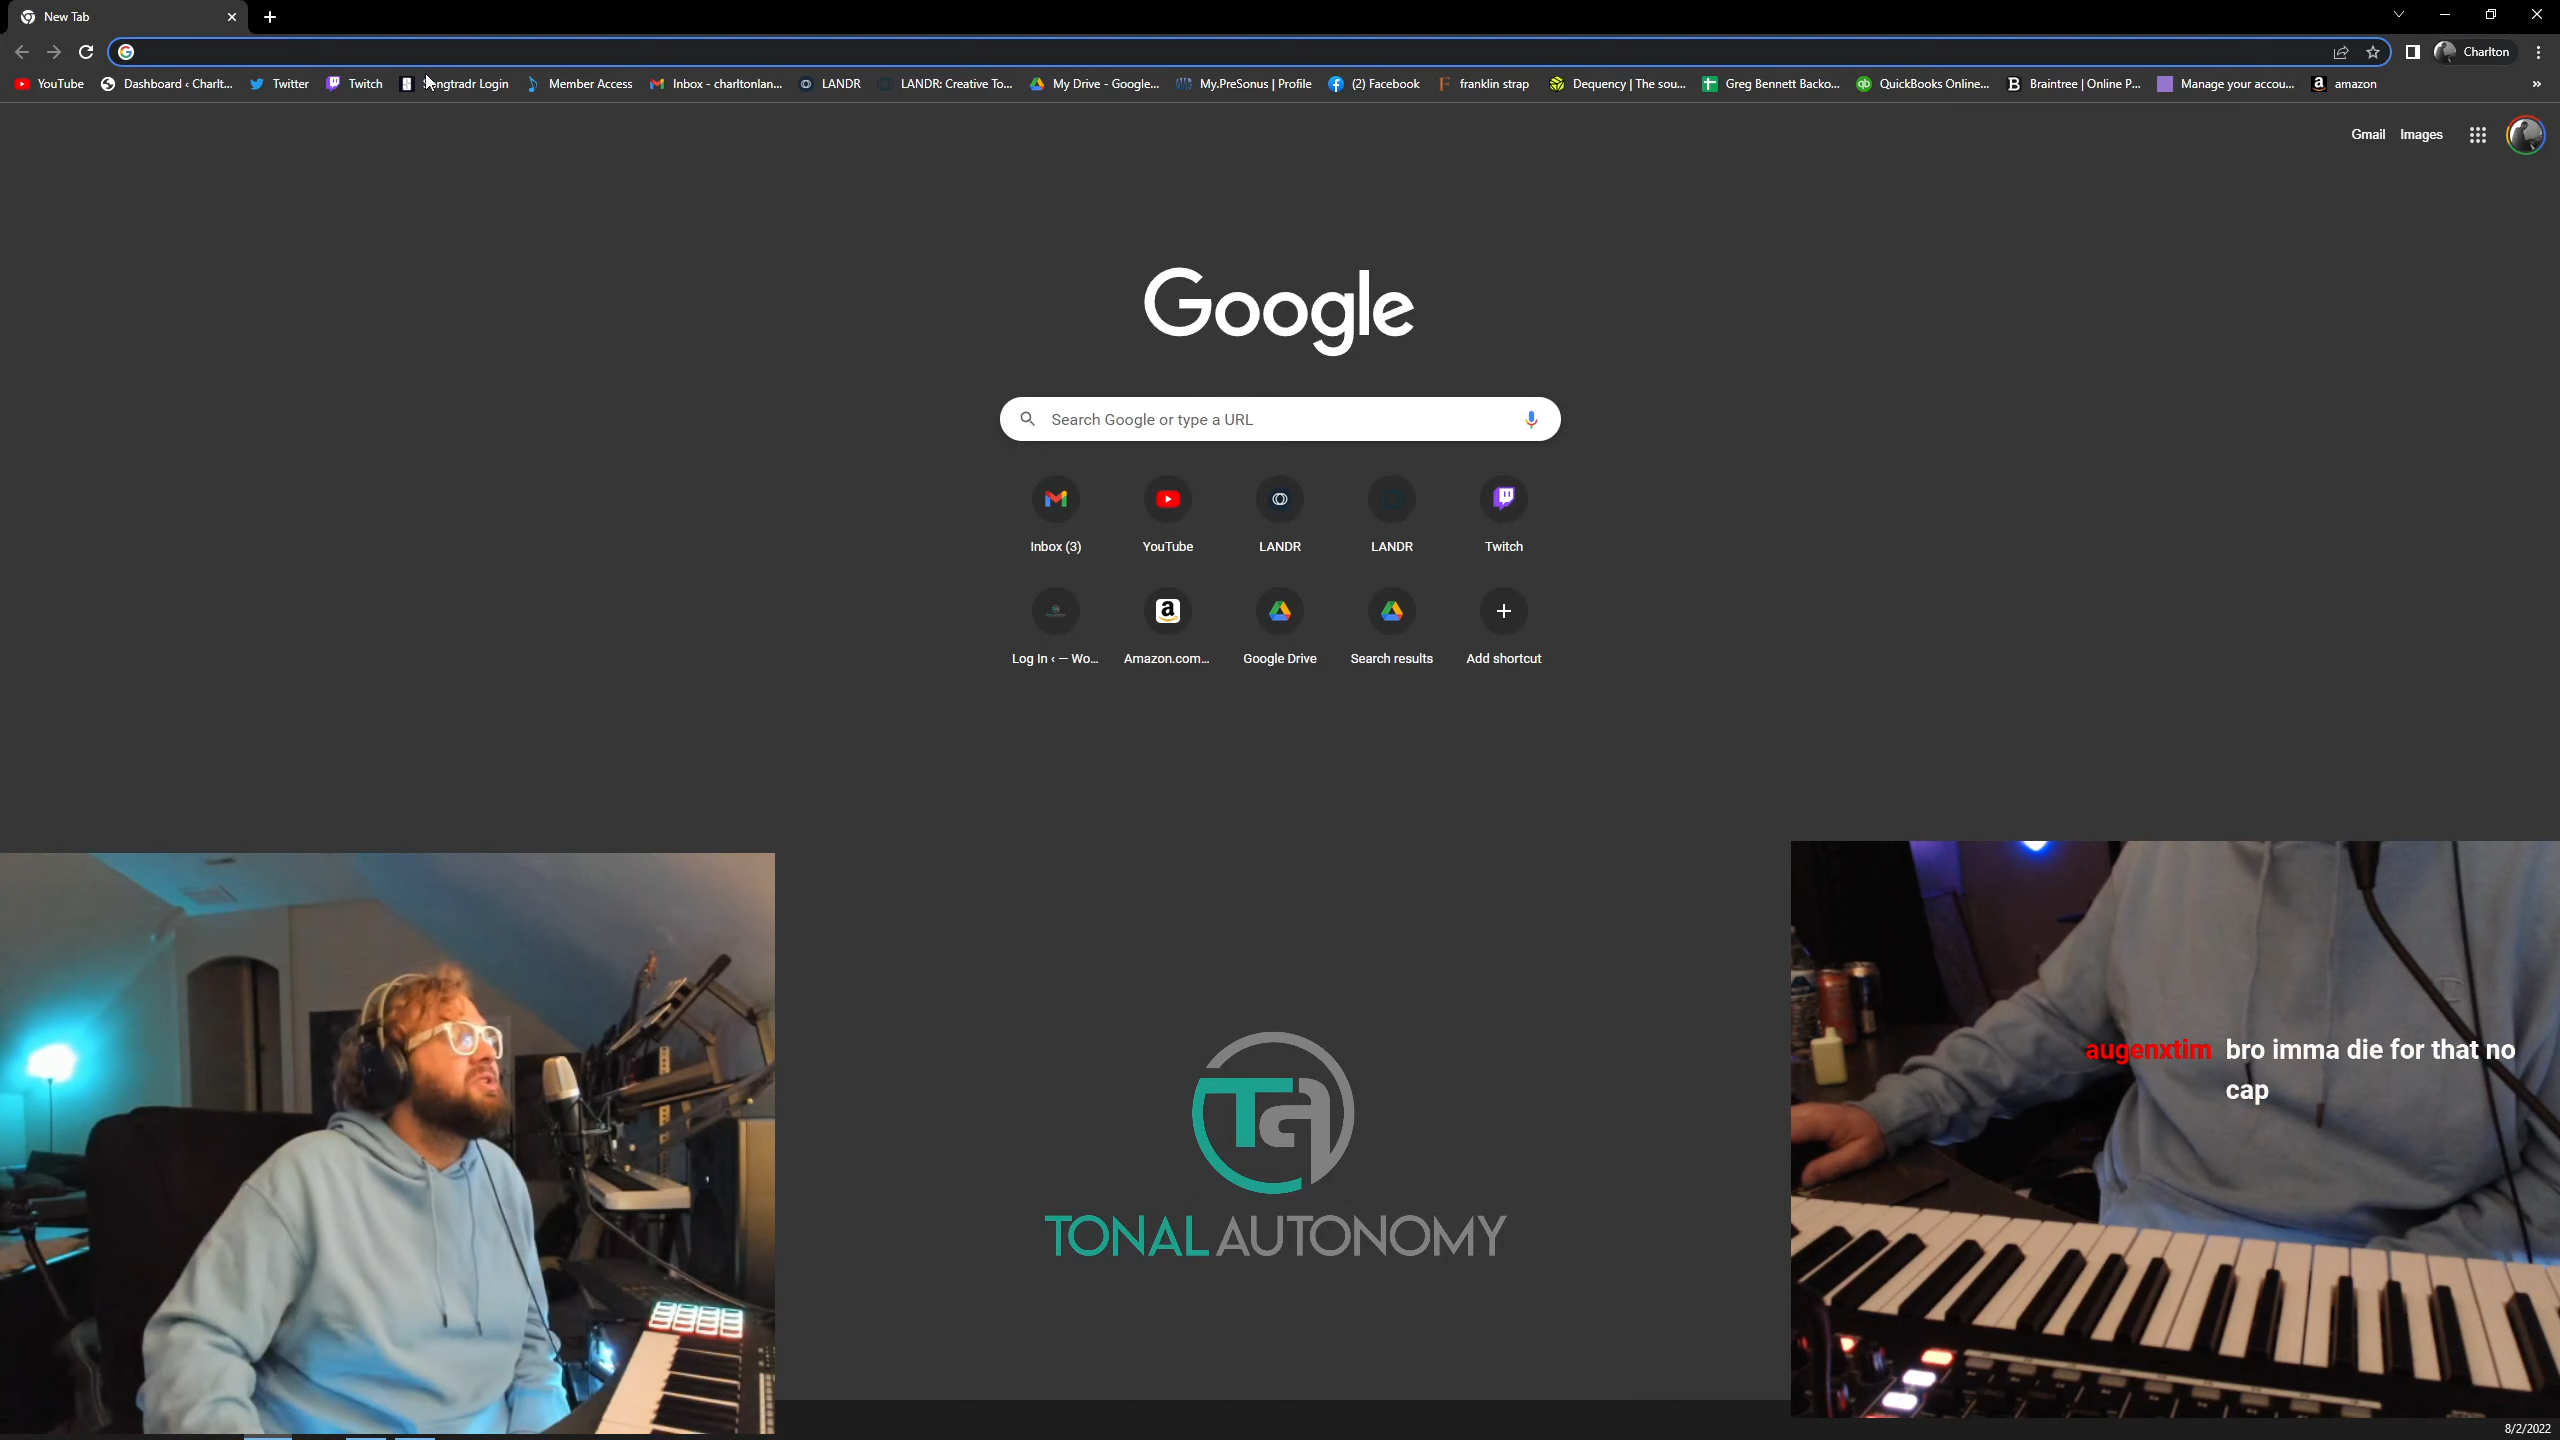 New Tab
Charlton
YouTube Dashboard ‹ Charlt... Twitter Twitch Songtradr Login Member Access Inbox - charltonlan... LANDR LANDR: Creative To... My Drive - Google... My.PreSonus | Profile (2) Facebook franklin strap Dequency | The sou... Greg Bennett Backo... QuickBooks Online... Braintree | Online P... Manage your accou... amazon »
Gmail Images
Google
Search Google or type a URL
Inbox (3) YouTube LANDR LANDR Twitch
Log In ‹ — Wo... Amazon.com... Google Drive Search results Add shortcut
augenxtim bro imma die for that no
cap
Ta
TONAL AUTONOMY
8/2/2022